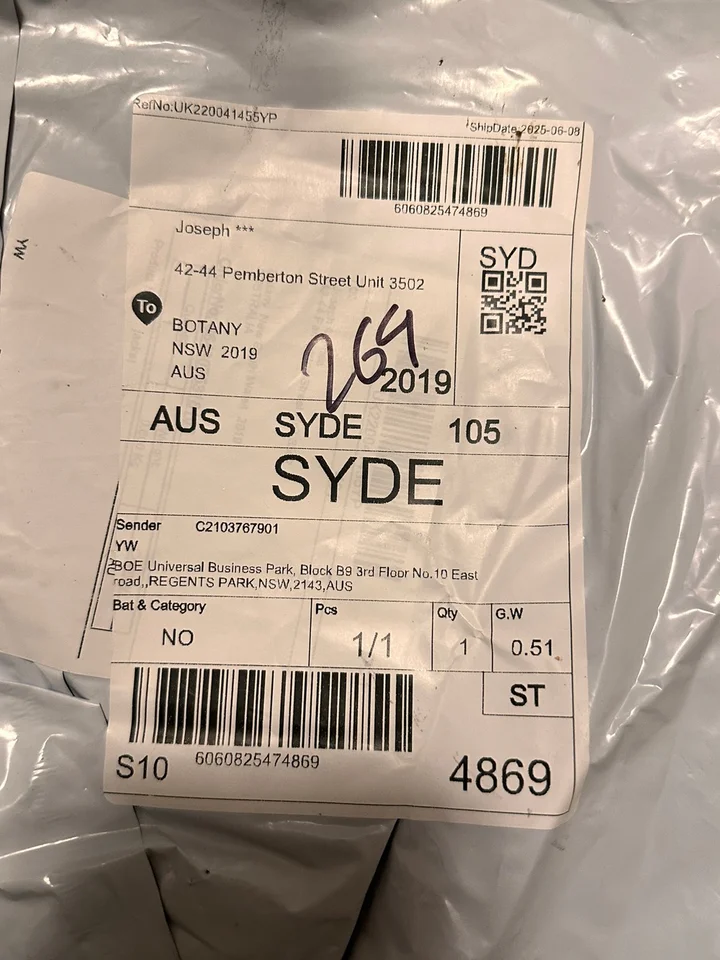 RefNo:UK220041455YP
ShipDate:2025-06-08
6060825474869
Joseph ***
SYD
42-44 Pemberton Street Unit 3502
To
BOTANY
NSW 2019
AUS
269
2019
AUS SYDE 105
SYDE
Sender C2103767901
YW
BOE Universal Business Park, Block B9 3rd Floor No.10 East
road,,REGENTS PARK,NSW,2143,AUS
Bat & Category Pcs Qty G.W
NO 1/1 1 0.51
ST
6060825474869
S10 4869
YW